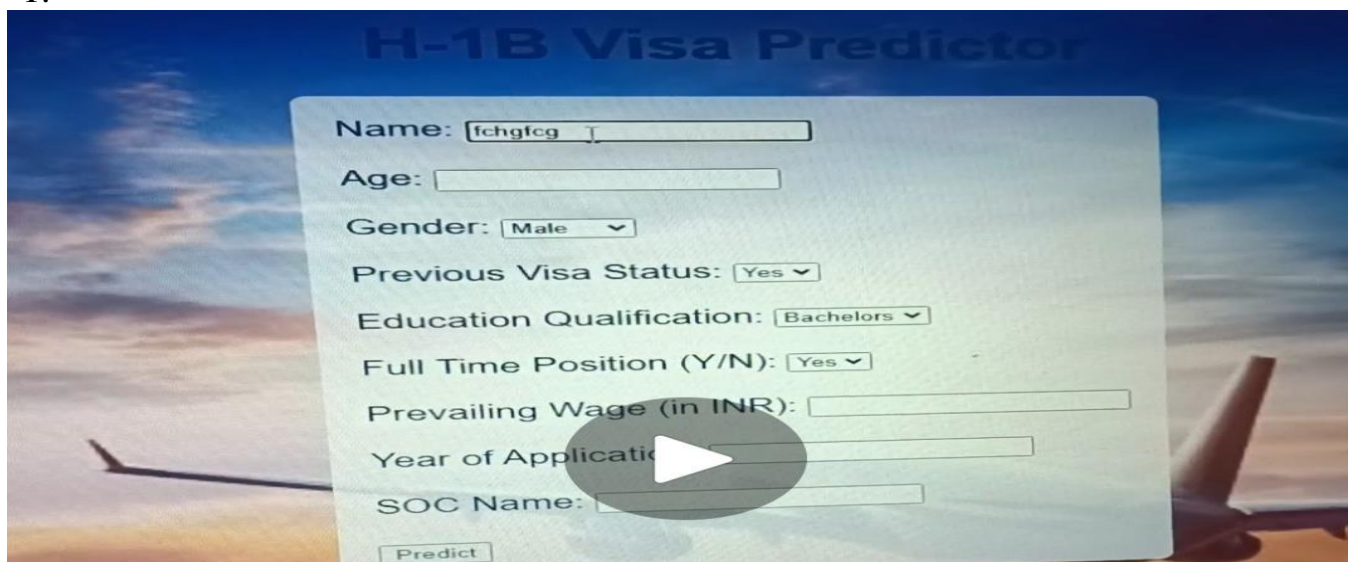 H-1B Visa Predictor
Name: fchgfcg
Age:
Gender: Male
Previous Visa Status: Yes
Education Qualification: Bachelors
Full Time Position (Y/N): Yes
Prevailing Wage (in INR):
Year of Applicatio
SOC Name:
Predict